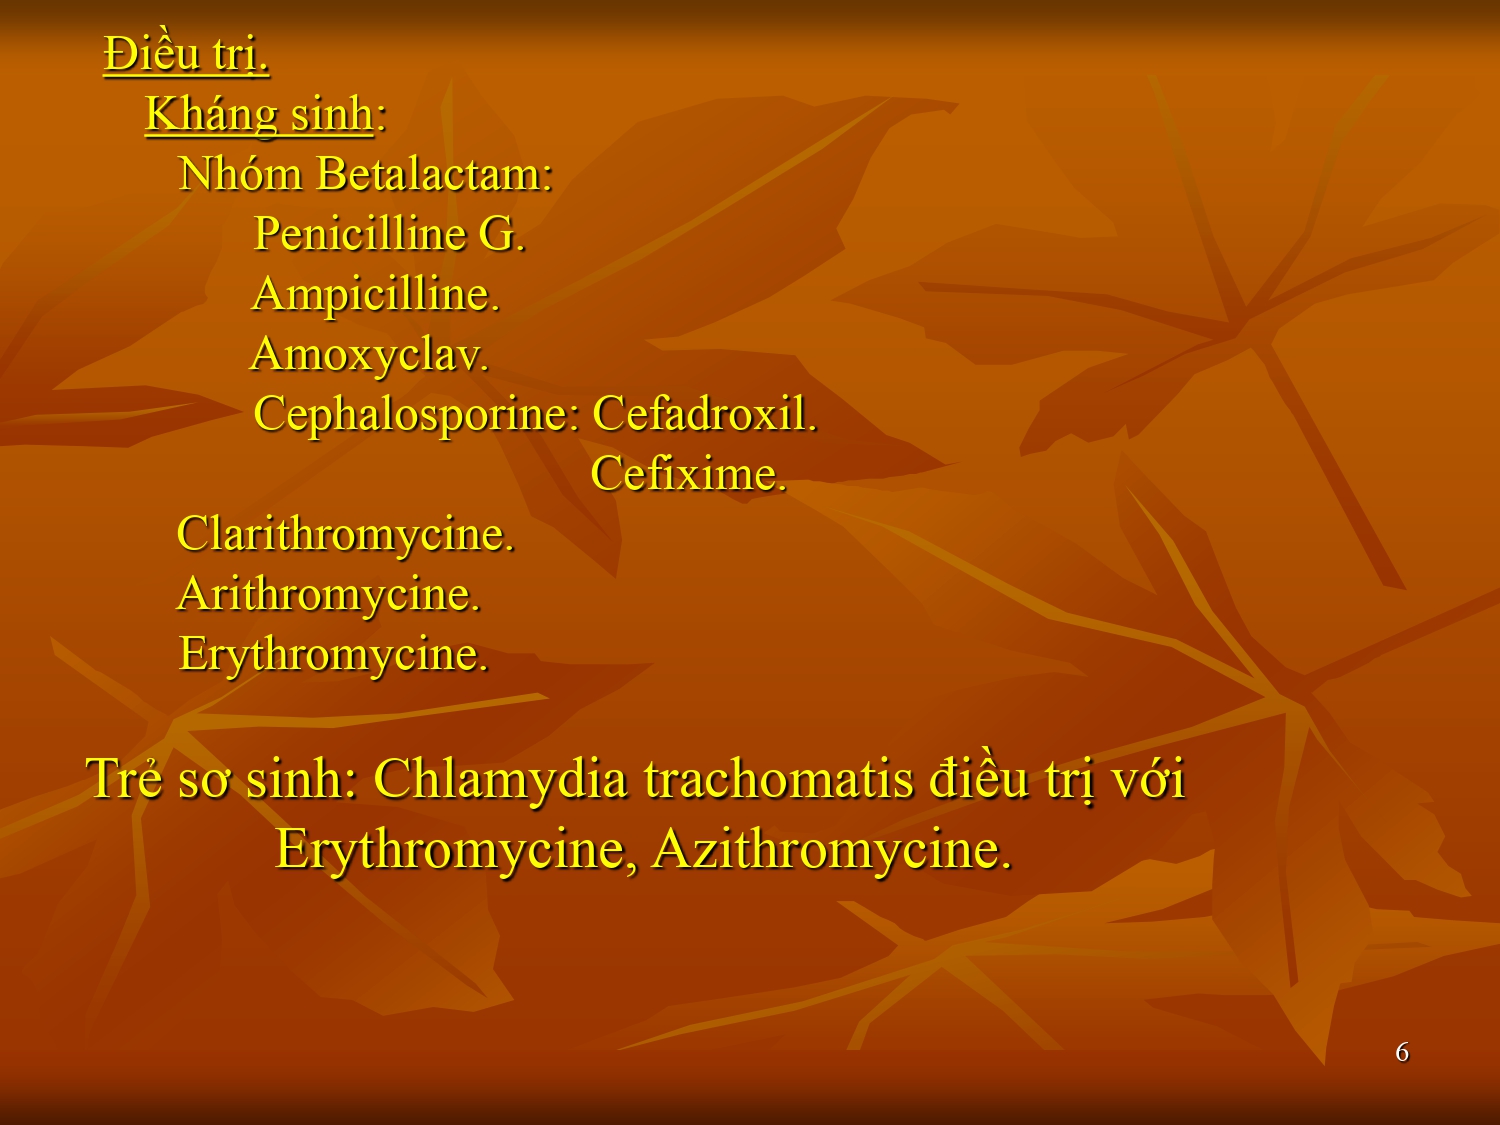 Điều trị.
Kháng sinh:
Nhóm Betalactam:
Penicilline G.
Ampicilline.
Amoxyclav.
Cephalosporine: Cefadroxil.
Cefixime.
Clarithromycine.
Arithromycine.
Erythromycine.
Trẻ sơ sinh: Chlamydia trachomatis điều trị với
Erythromycine, Azithromycine.
6